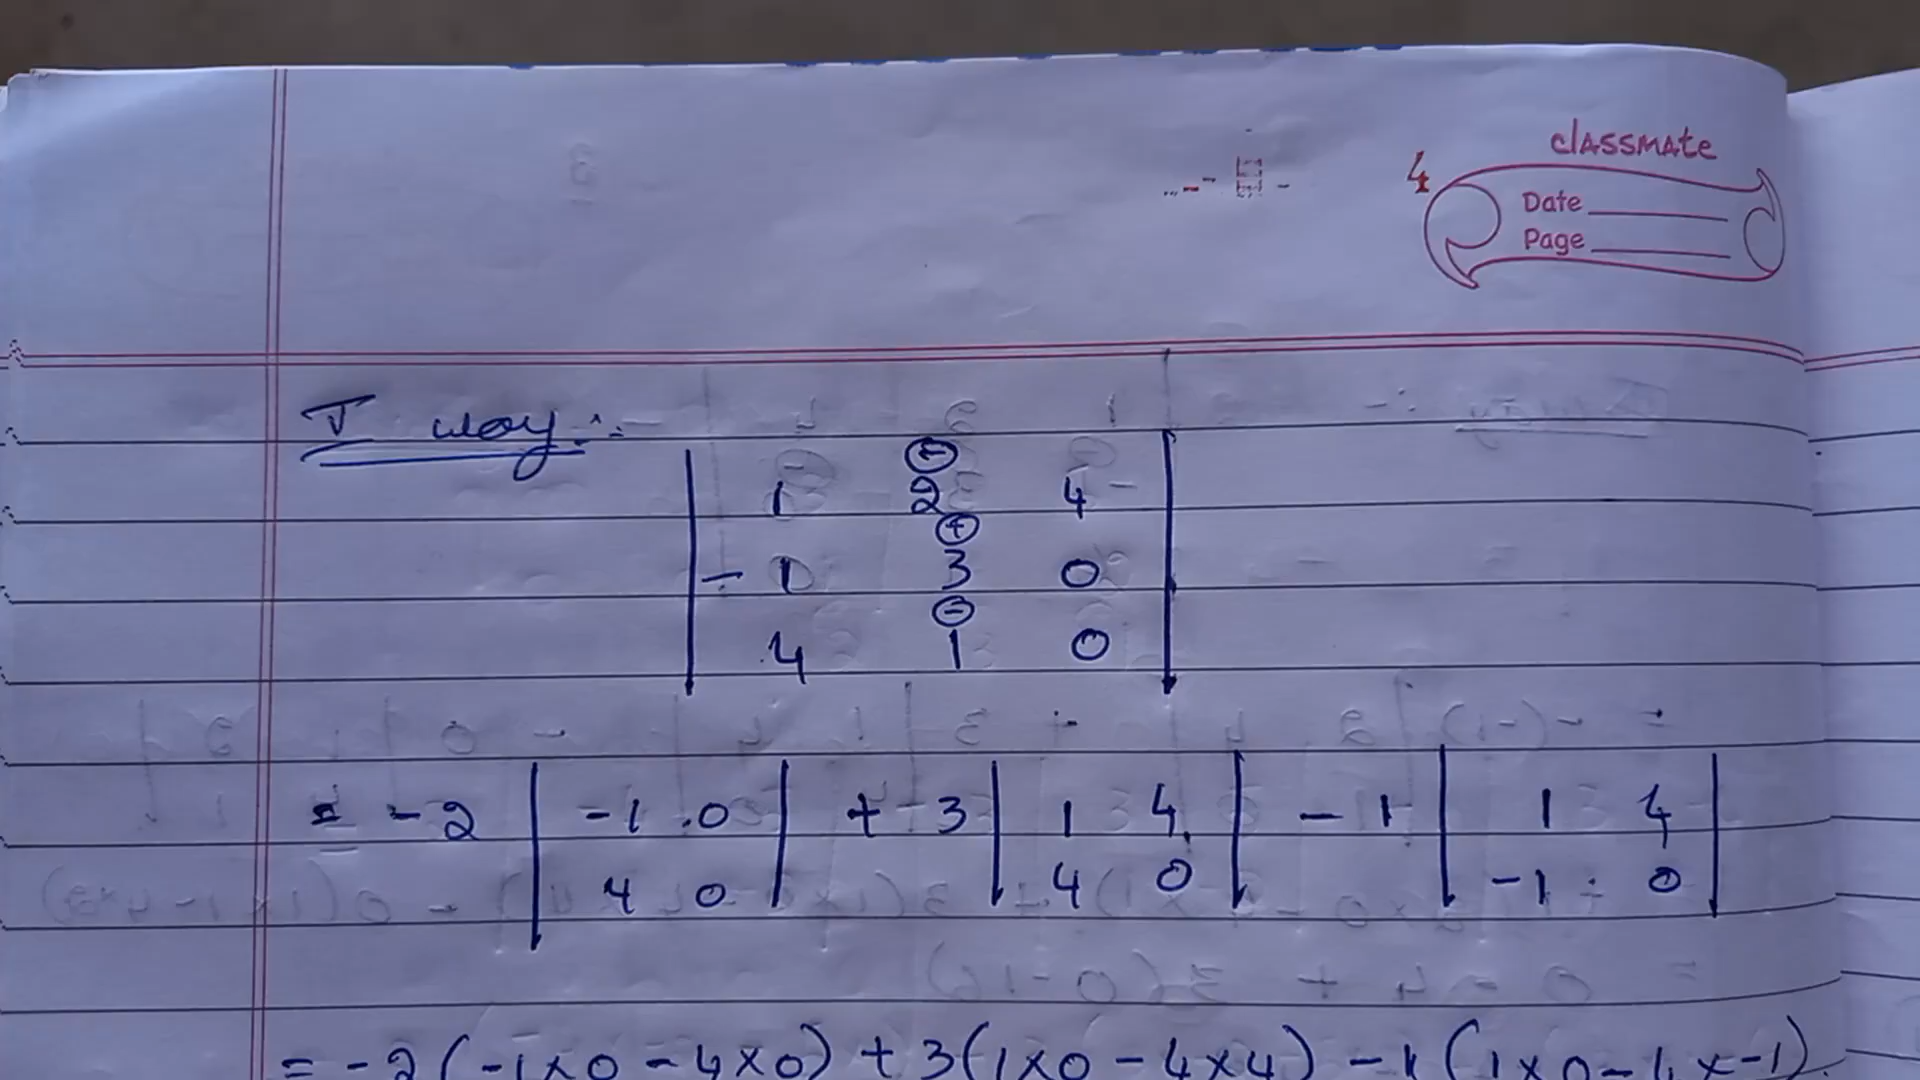 classmate
4
Date
Page
V way :-
(-)
1 2 4
(+)
-1 3 0
(-)
4 1 0
= -2 | -1 0 | + 3 | 1 4 | - 1 | 1 4 |
| 4 0 | | 4 0 | | -1 0 |
= -2 (-1×0 - 4×0) + 3(1×0 - 4×4) - 1 (1×0 - 4×-1)